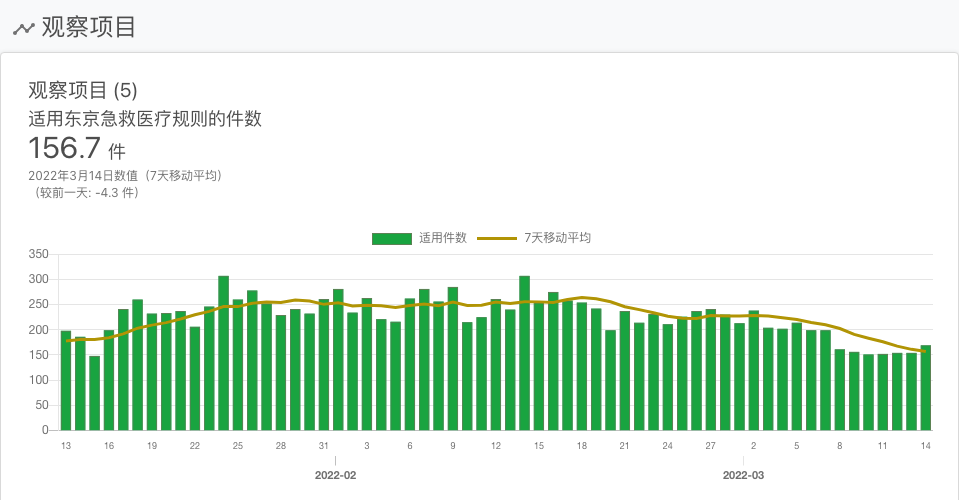 观察项目
观察项目 (5)
适用东京急救医疗规则的件数
156.7 件
2022年3月14日数值（7天移动平均）
（较前一天: -4.3 件）
适用件数 7天移动平均
350
300
250
200
150
100
50
0
13 16 19 22 25 28 31 3 6 9 12 15 18 21 24 27 2 5 8 11 14
2022-02 2022-03